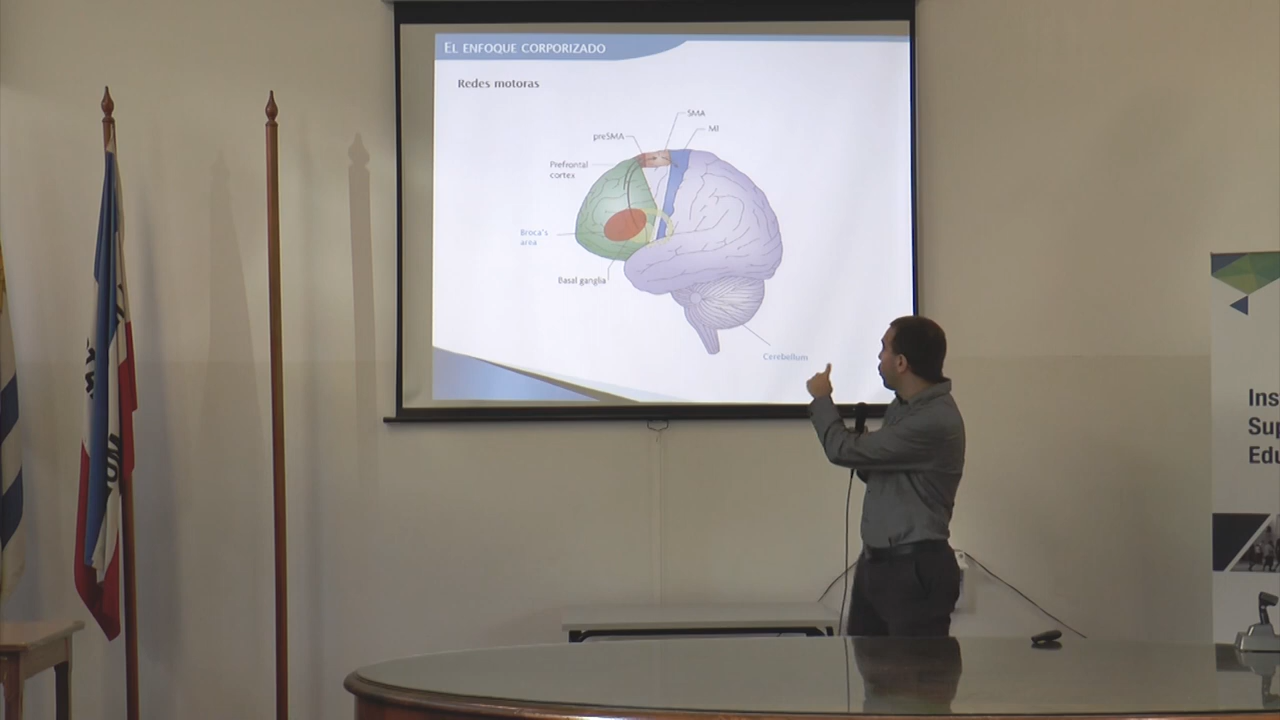 EL ENFOQUE CORPORIZADO
Redes motoras
SMA
MI
preSMA
Prefrontal
cortex
Broca's
area
Basal ganglia
Cerebellum
Ins
Sup
Edu